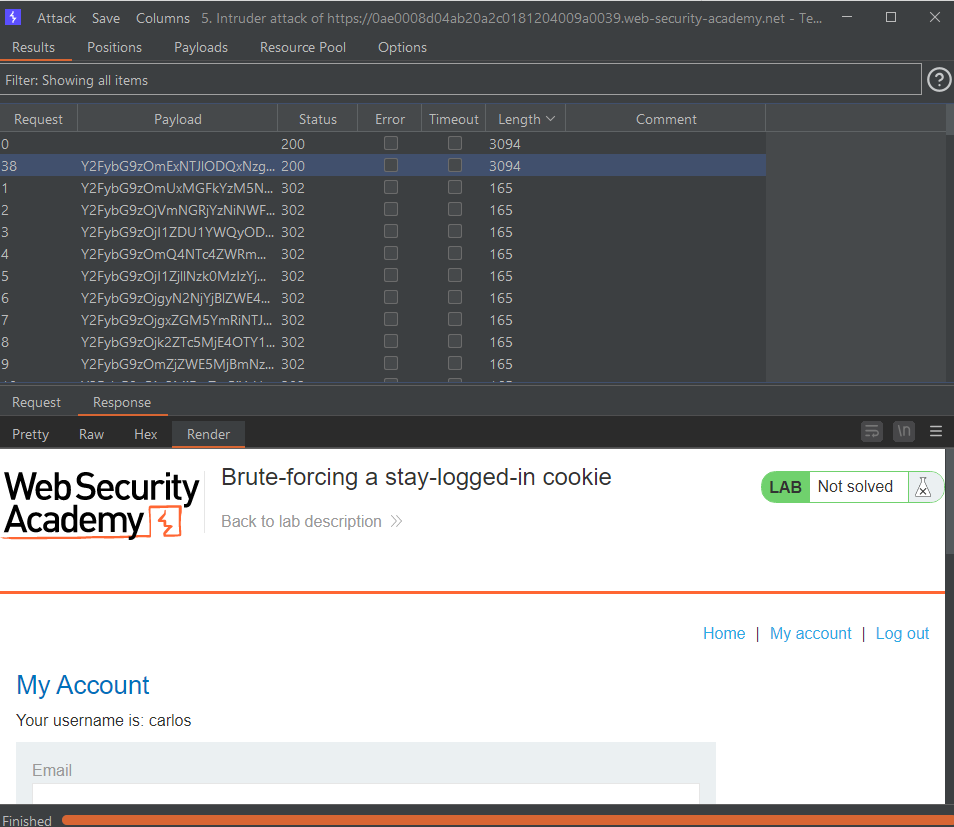 Attack Save Columns 5. Intruder attack of https://0ae0008d04ab20a2c0181204009a0039.web-security-academy.net - Te...
Results Positions Payloads Resource Pool Options
Filter: Showing all items
Request Payload Status Error Timeout Length Comment
0 200 3094
38 Y2FybG9zOmExNTJlODQxNzg... 200 3094
1 Y2FybG9zOmUxMGFkYzM5N... 302 165
2 Y2FybG9zOjVmNGRjYzNiNWF... 302 165
3 Y2FybG9zOjI1ZDU1YWQyOD... 302 165
4 Y2FybG9zOmQ4NTc4ZWRm... 302 165
5 Y2FybG9zOjI1ZjllNzk0MzIzYj... 302 165
6 Y2FybG9zOjgyN2NjYjBlZWE4... 302 165
7 Y2FybG9zOjgxZGM5YmRiNTJ... 302 165
8 Y2FybG9zOjk2ZTc5MjE4OTY1... 302 165
9 Y2FybG9zOmZjZWE5MjBmNz... 302 165
Request Response
Pretty Raw Hex Render
\n
Web Security
Academy
Brute-forcing a stay-logged-in cookie
LAB Not solved
Back to lab description
Home | My account | Log out
My Account
Your username is: carlos
Email
Finished